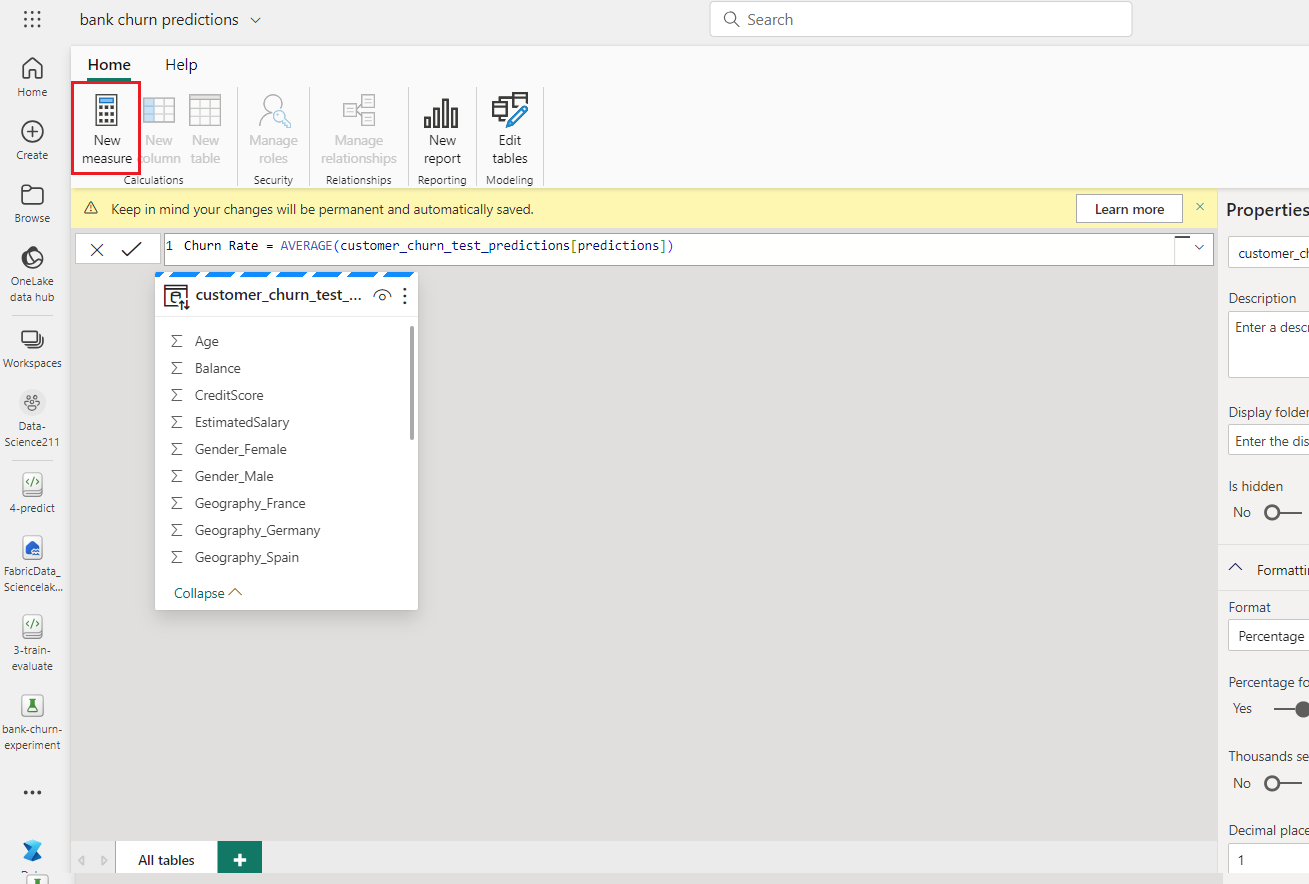 bank churn predictions
Search
Home
Create
Browse
OneLake
data hub
Workspaces
Data-
Science211
4-predict
FabricData_
Sciencelak...
3-train-
evaluate
bank-churn-
experiment
Home
Help
New
measure
New
column
New
table
Calculations
Manage
roles
Security
Manage
relationships
Relationships
New
report
Reporting
Edit
tables
Modeling
Keep in mind your changes will be permanent and automatically saved.
Learn more
1 Churn Rate = AVERAGE(customer_churn_test_predictions[predictions])
customer_churn_test_...
Age
Balance
CreditScore
EstimatedSalary
Gender_Female
Gender_Male
Geography_France
Geography_Germany
Geography_Spain
Collapse
All tables
Properties
customer_ch
Description
Enter a descr
Display folder
Enter the dis
Is hidden
No
Formattin
Format
Percentage
Percentage fo
Yes
Thousands se
No
Decimal place
1